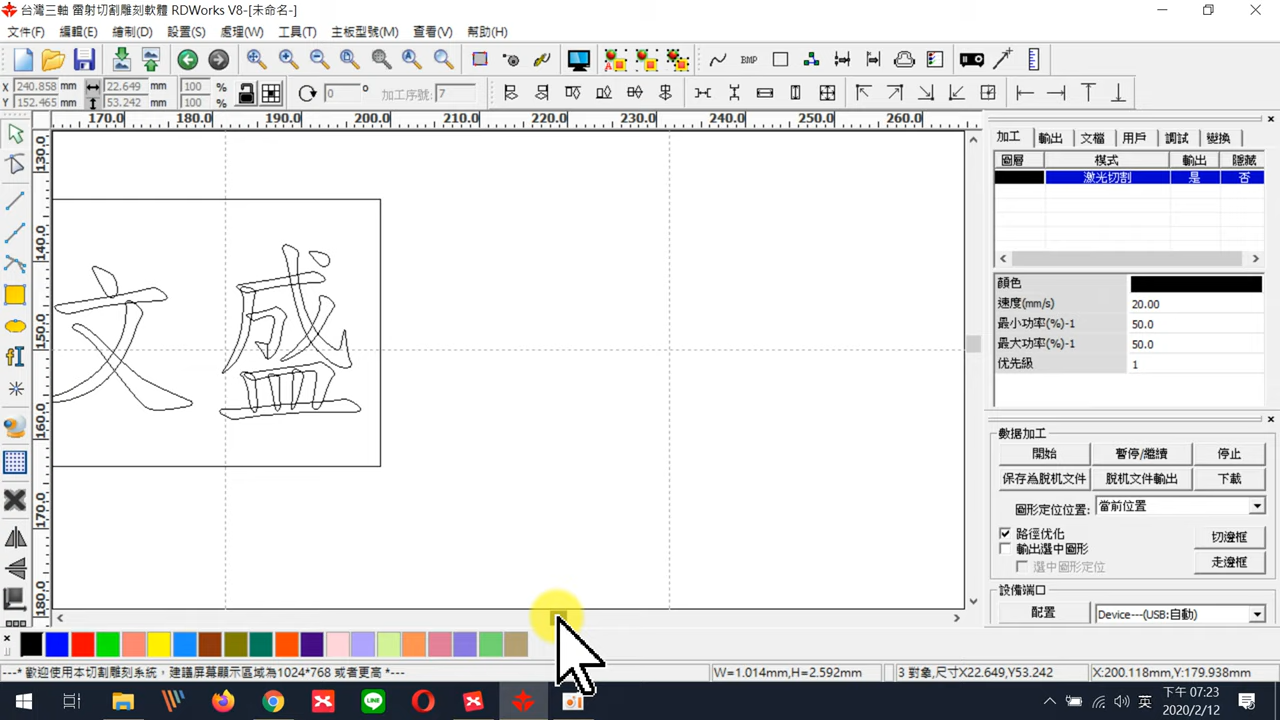 台灣三軸 雷射切割雕刻軟體 RDWorks V8-[未命名-]
文件(F) 編輯(E) 繪制(D) 設置(S) 處理(W) 工具(T) 主板型號(M) 查看(V) 幫助(H)
BMP
X 240.858 mm 22.649 mm 100 % 0 ° 加工序號: 7
Y 152.465 mm 53.242 mm 100 %
170.0 180.0 190.0 200.0 210.0 220.0 230.0 240.0 250.0 260.0
130.0
140.0
150.0
160.0
170.0
180.0
文 盛
加工 輸出 文檔 用戶 調試 變換
圖層 模式 輸出 隱藏
激光切割 是 否
顏色
速度(mm/s) 20.00
最小功率(%)-1 50.0
最大功率(%)-1 50.0
优先級 1
數据加工
開始 暫停/繼續 停止
保存為脱机文件 脱机文件輸出 下載
圖形定位位置: 當前位置
路徑优化 切邊框
輸出選中圖形
選中圖形定位 走邊框
設備端口
配置 Device---(USB:自動)
---* 歡迎使用本切割雕刻系統，建議屏幕顯示區域為1024*768 或者更高 *---
W=1.014mm,H=2.592mm
3 對象,尺寸X22.649,Y53.242
X:200.118mm,Y:179.938mm
LINE
英
下午 07:23
2020/2/12